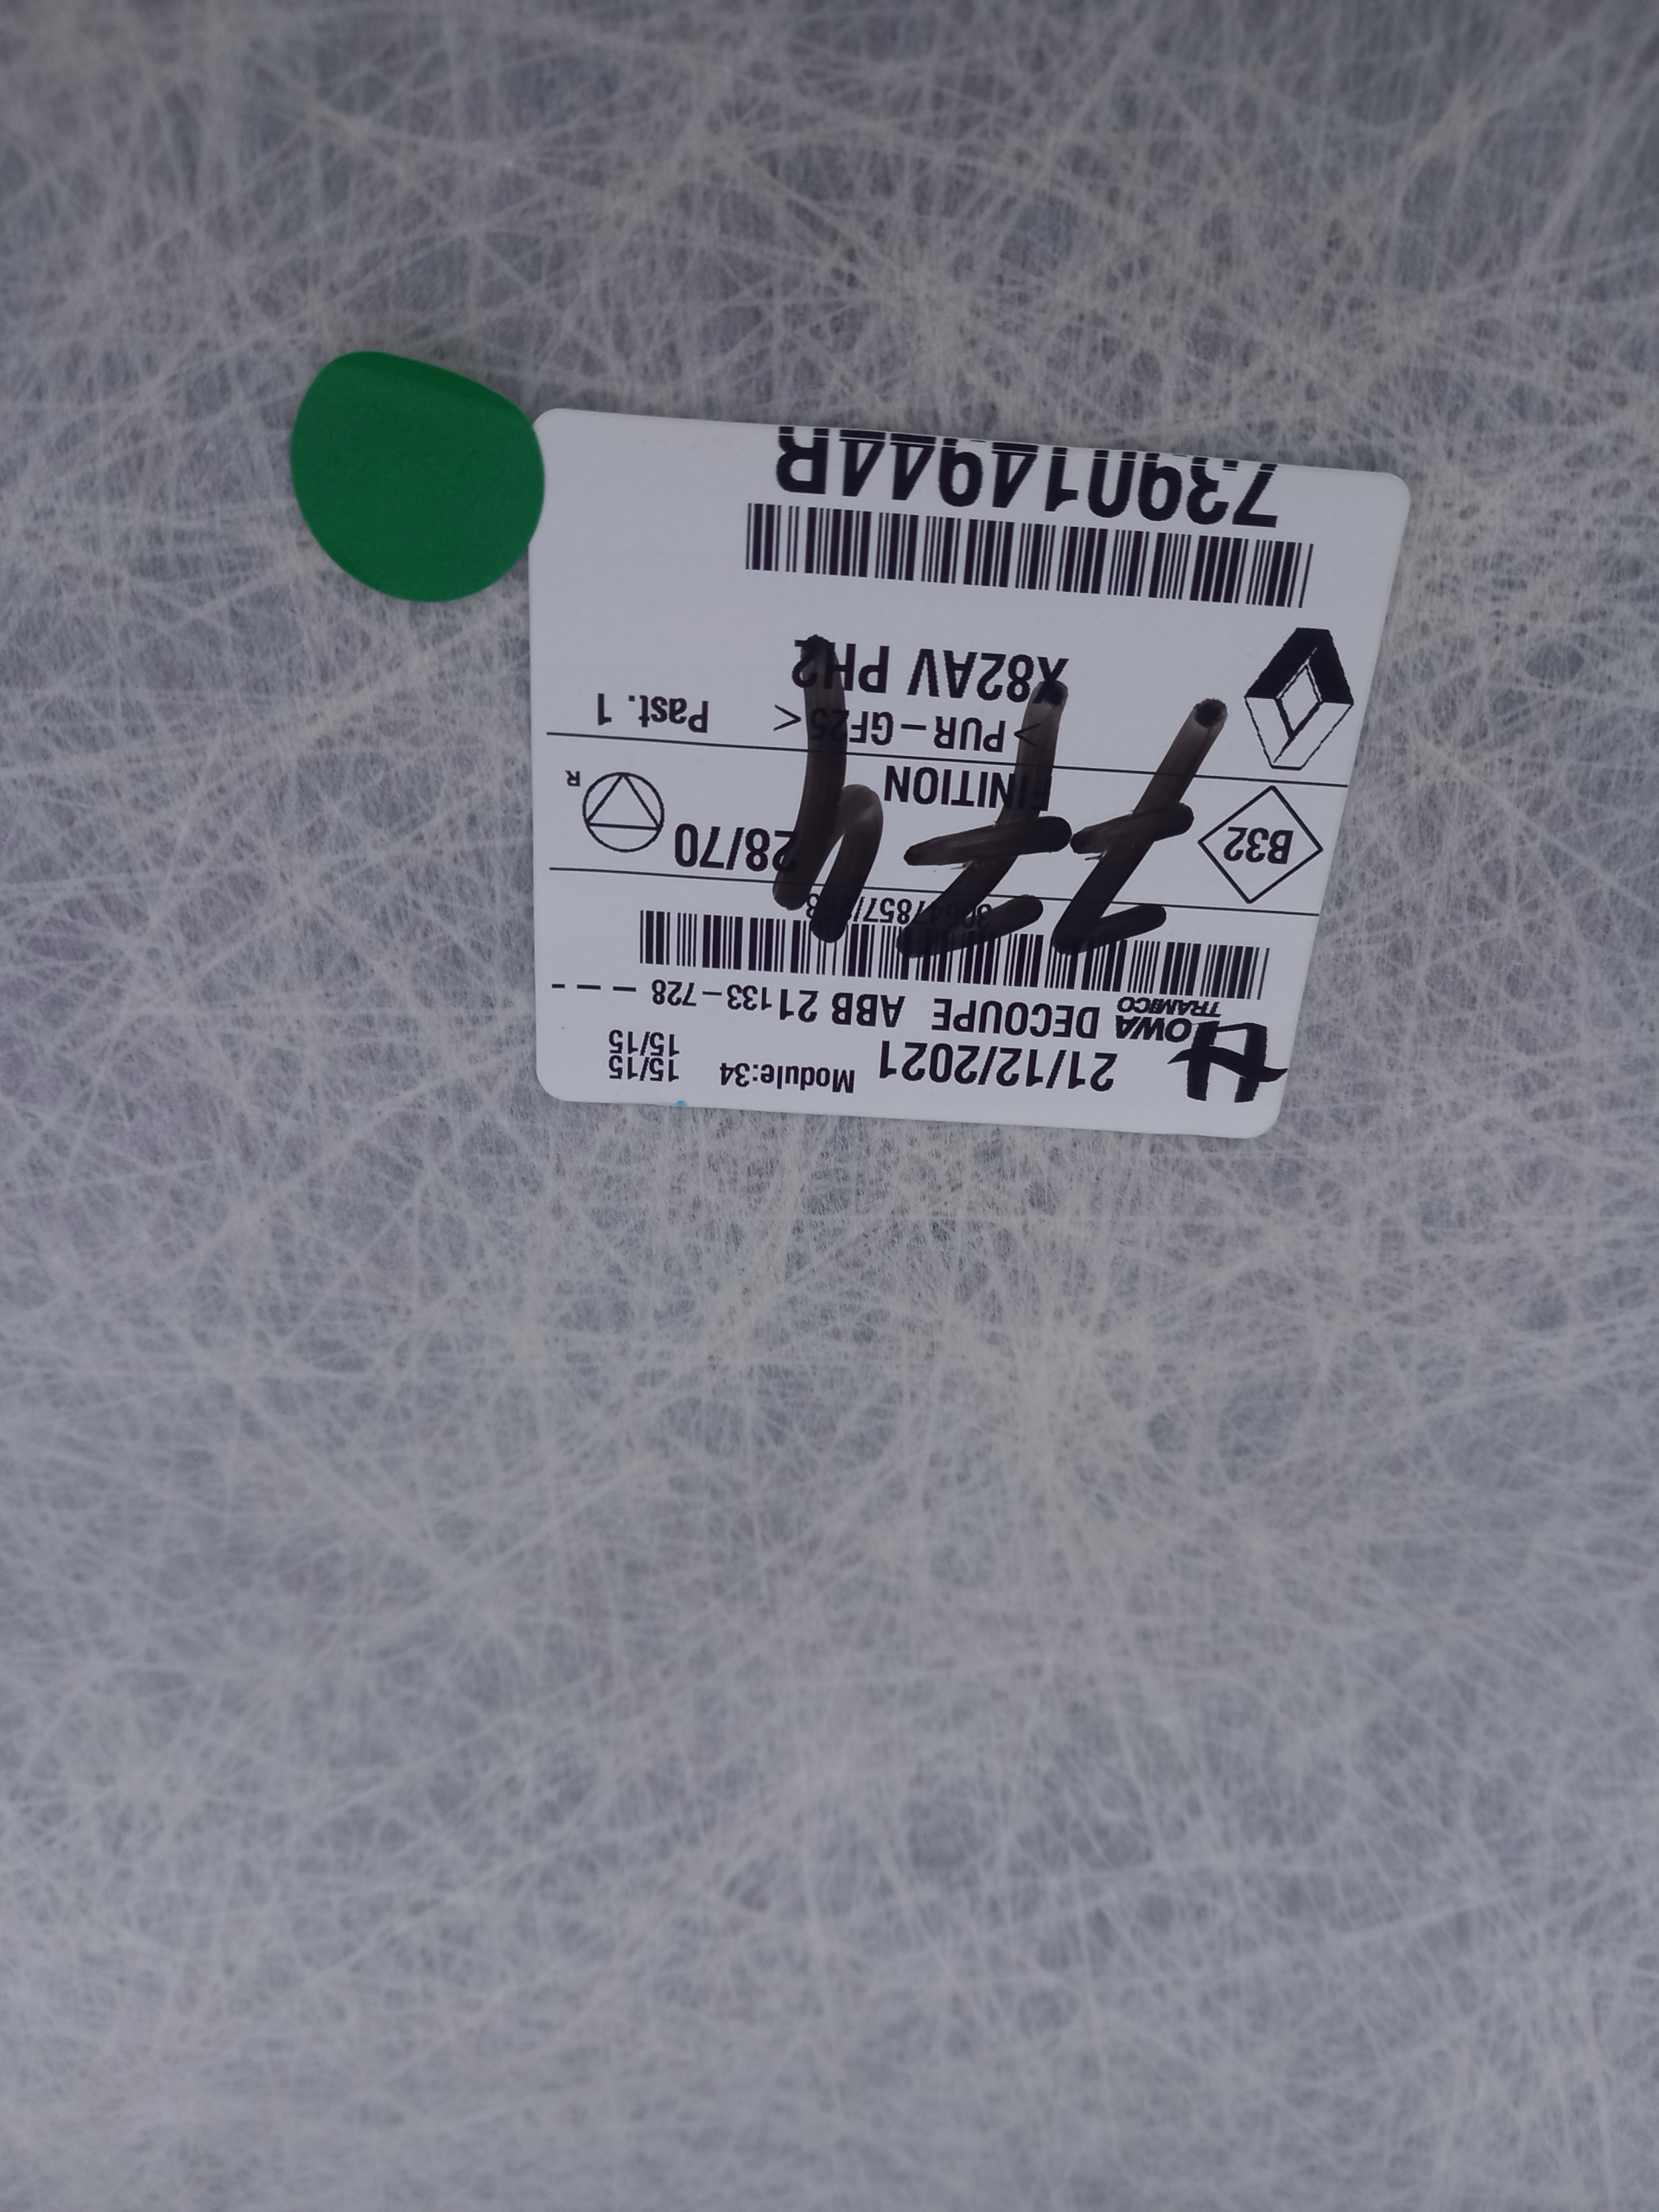 21/12/2021 Module:34 15/15
15/15
H
TRAMICO
OWA DECOUPE ABB 21133-728 - - - -
B32
FINITION
28/70
R
> PUR-GF25 <
Past. 1
X82AV PH2
739014944R
774